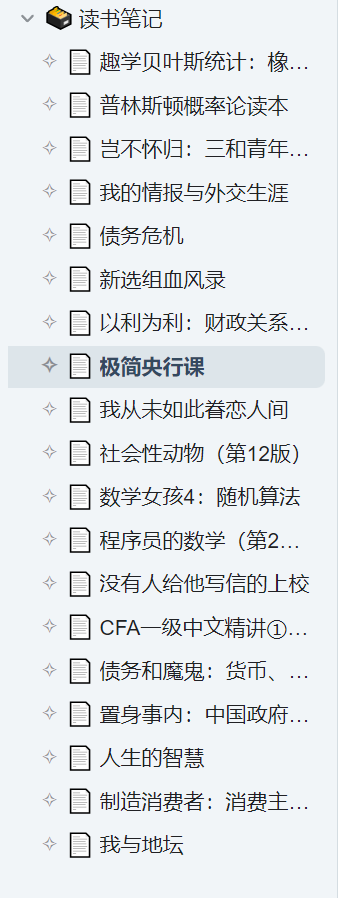 读书笔记
趣学贝叶斯统计：橡...
普林斯顿概率论读本
岂不怀归：三和青年...
我的情报与外交生涯
债务危机
新选组血风录
以利为利：财政关系...
极简央行课
我从未如此眷恋人间
社会性动物（第12版）
数学女孩4：随机算法
程序员的数学（第2...
没有人给他写信的上校
CFA一级中文精讲①...
债务和魔鬼：货币、...
置身事内：中国政府...
人生的智慧
制造消费者：消费主...
我与地坛